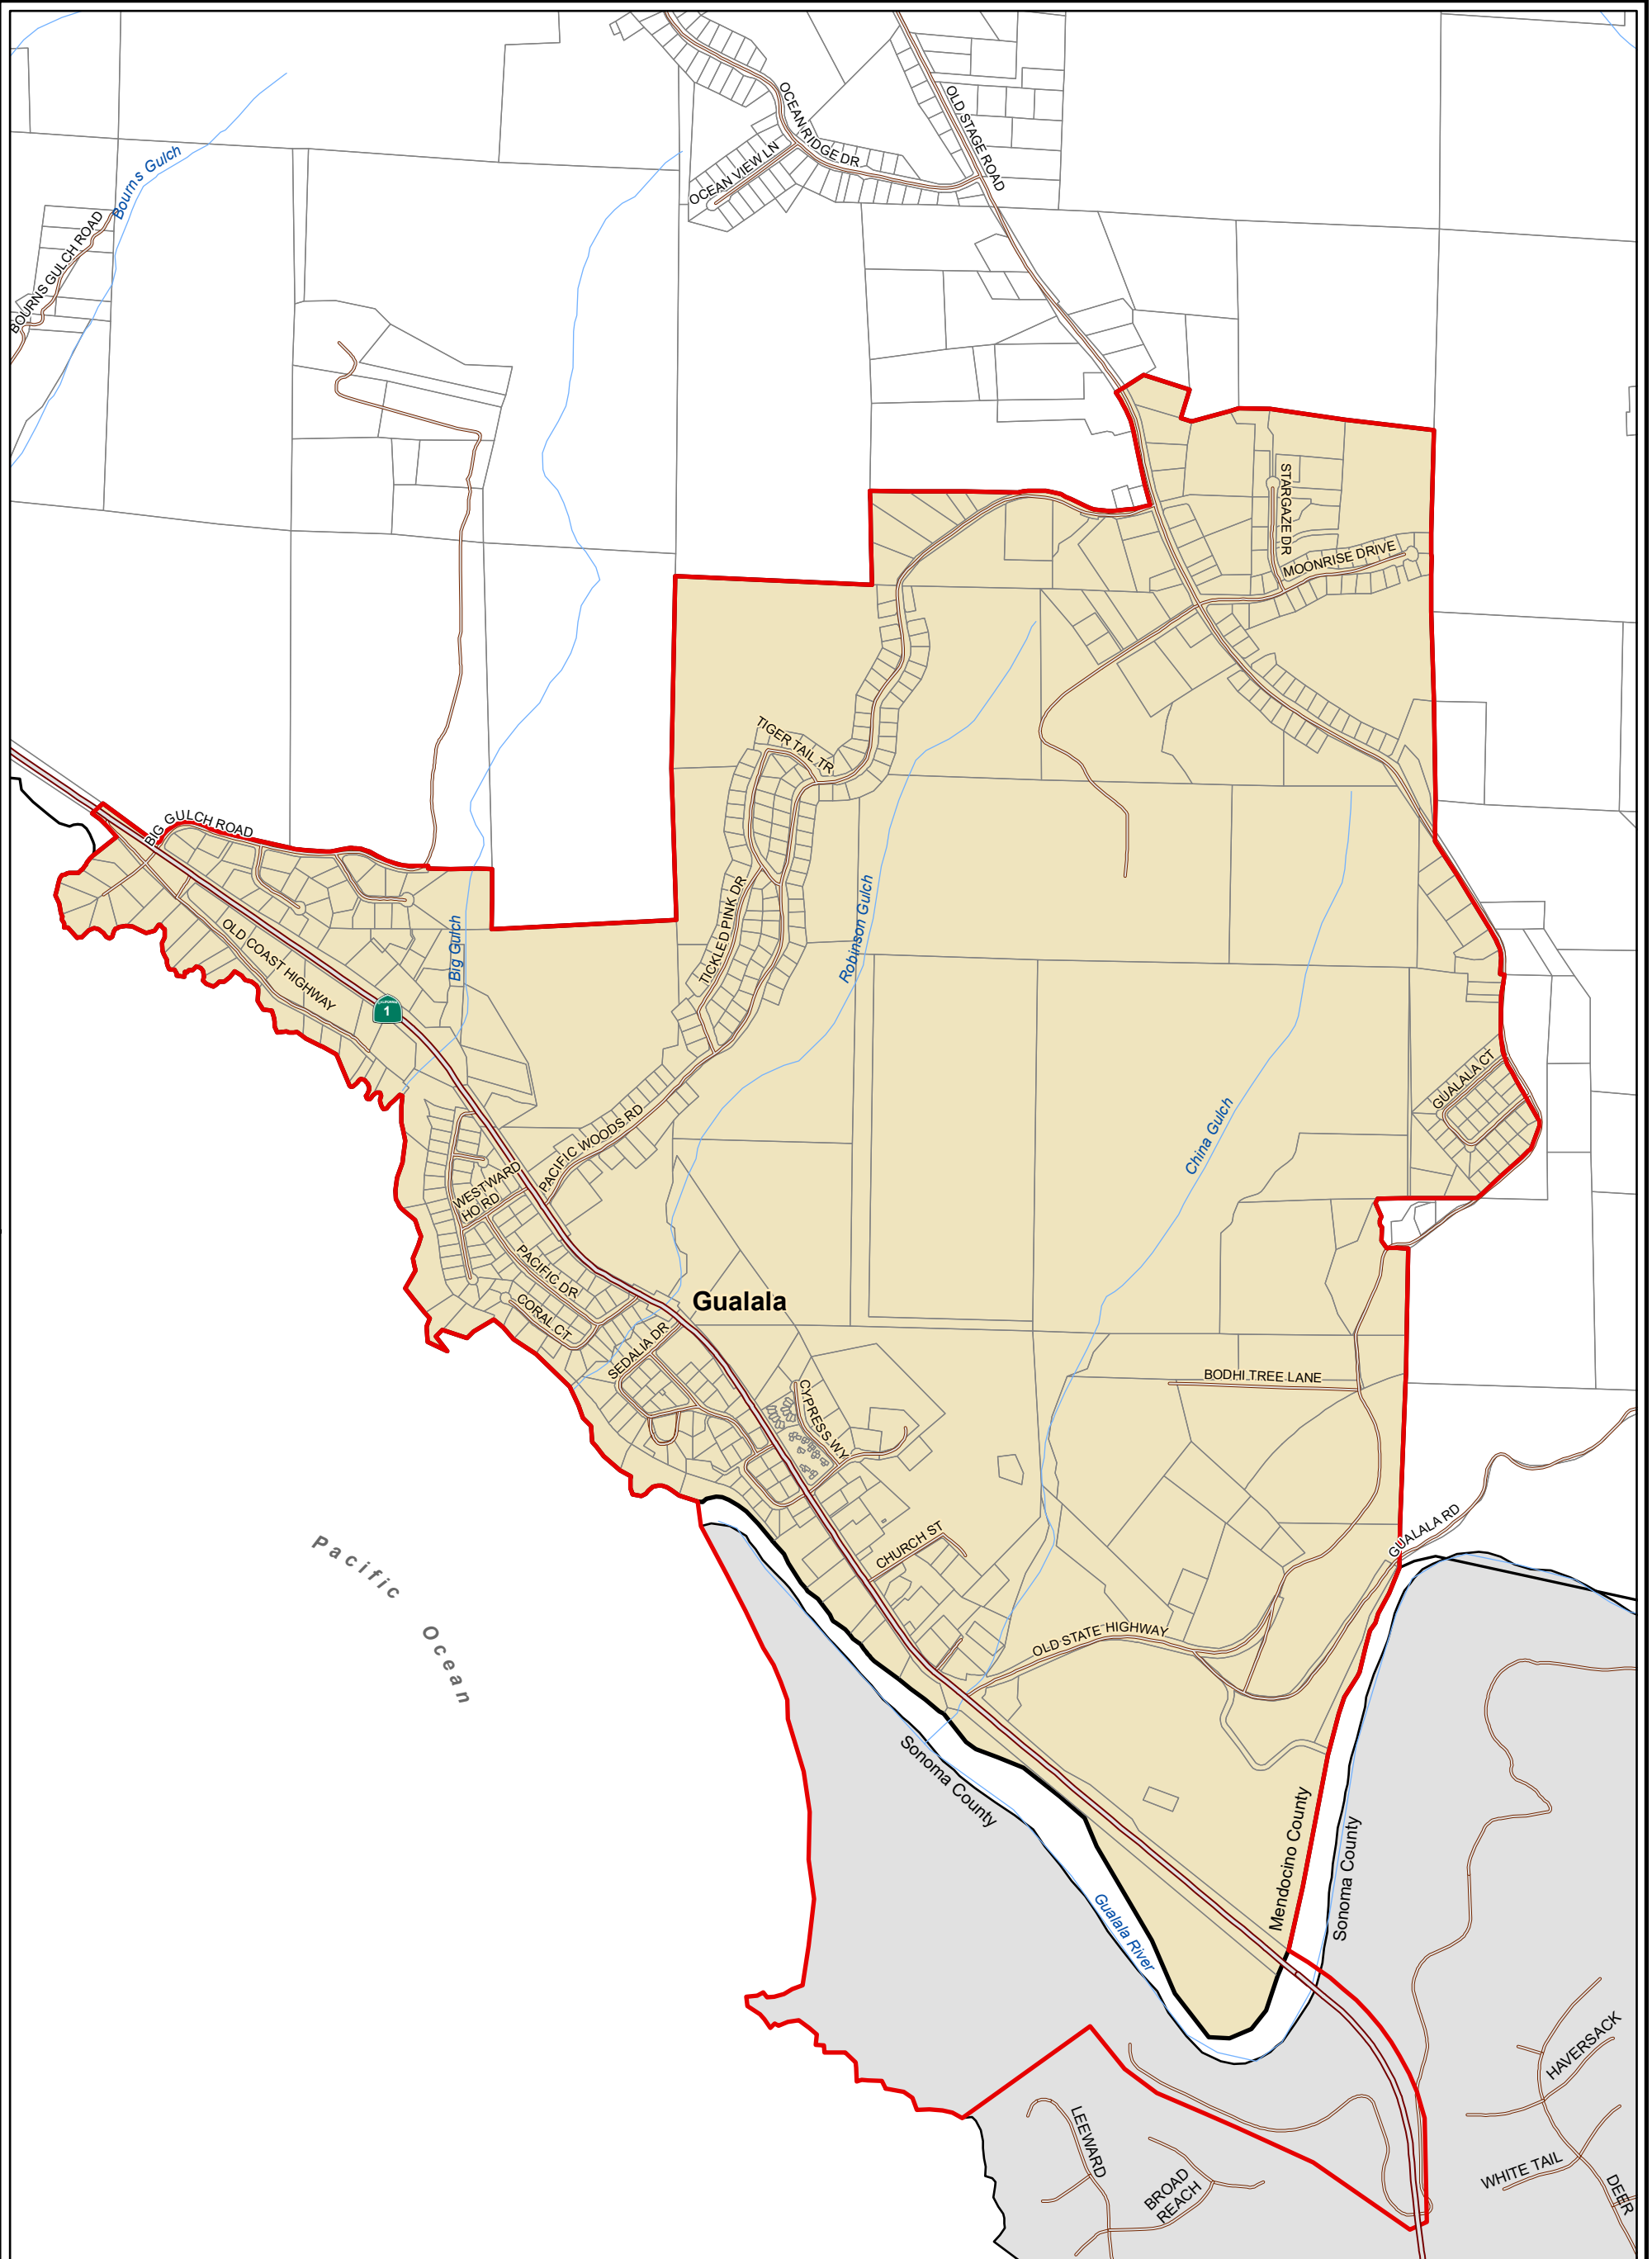 OCEAN RIDGE DR
OLD STAGE ROAD
OCEAN VIEW LN
Bourns Gulch
BOURNS GULCH ROAD
STARGAZE DR
MOONRISE DRIVE
TIGER TAIL TR
BIG GULCH ROAD
TICKLED PINK DR
Robinson Gulch
OLD COAST HIGHWAY
Big Gulch
1
GUALALA CT
China Gulch
PACIFIC WOODS RD
WESTWARD
HO RD
PACIFIC DR
CORAL CT
Gualala
SEDALIA DR
BODHI TREE LANE
CYPRESS WY
GUALALA RD
CHURCH ST
Pacific
Ocean
OLD STATE HIGHWAY
Sonoma County
Mendocino County
Sonoma County
Gualala River
HAVERSACK
LEEWARD
BROAD
REACH
WHITE TAIL
DEER